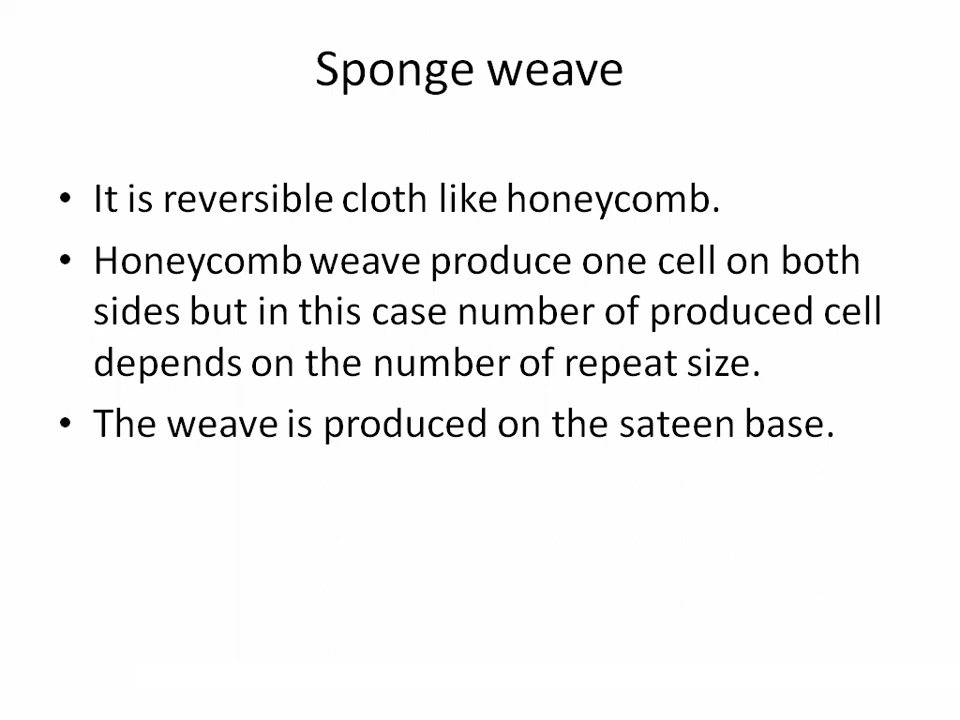 Sponge weave
• It is reversible cloth like honeycomb.
• Honeycomb weave produce one cell on both
sides but in this case number of produced cell
depends on the number of repeat size.
• The weave is produced on the sateen base.